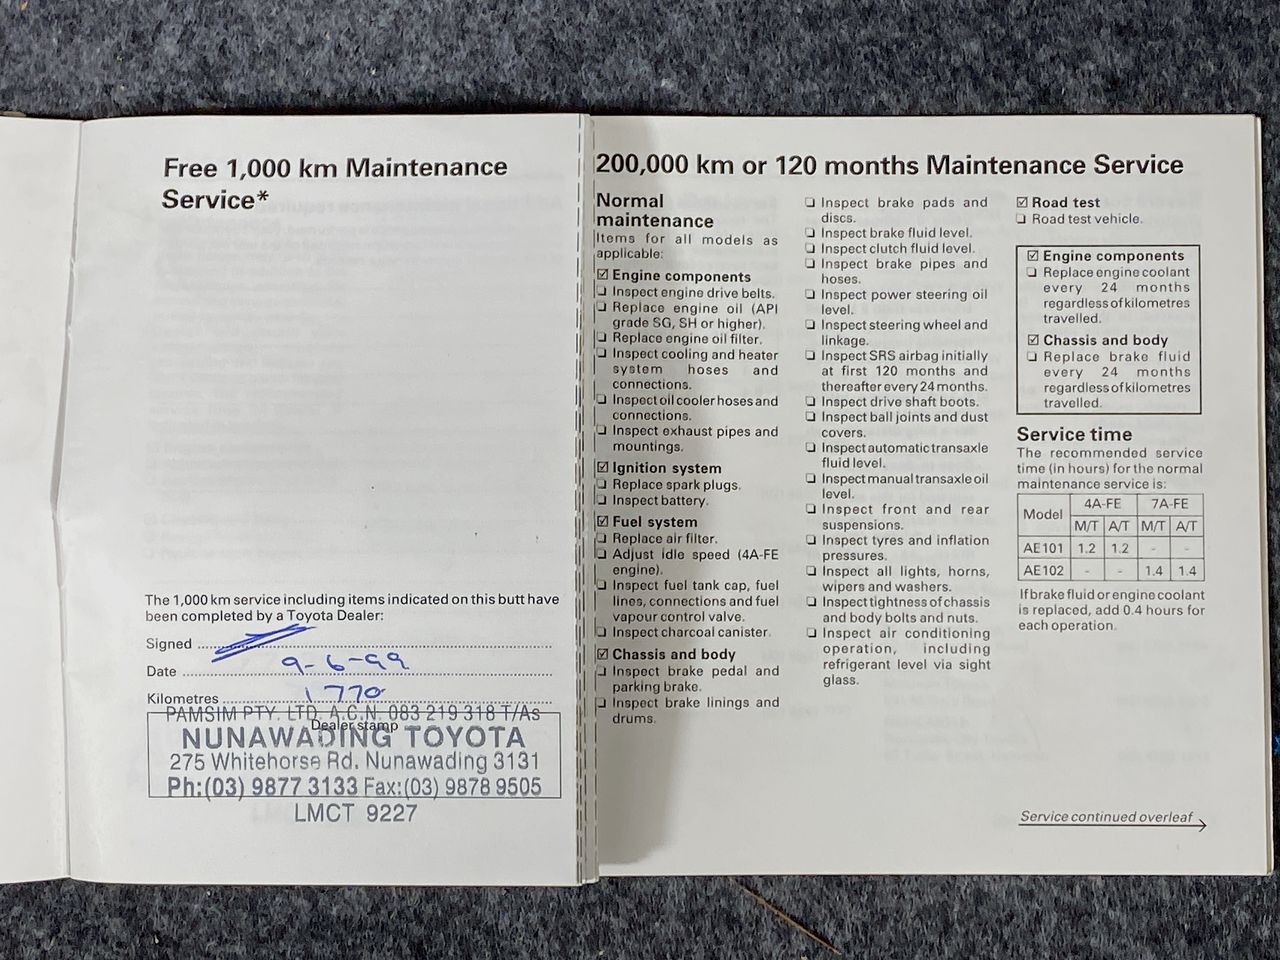 Free 1,000 km Maintenance
Service*
The 1,000 km service including items indicated on this butt have
been completed by a Toyota Dealer:
Signed
Date 9-6-99
Kilometres 1770
PAMSIM PTY. LTD. A.C.N. 083 219 318 T/As
Dealer stamp
NUNAWADING TOYOTA
275 Whitehorse Rd. Nunawading 3131
Ph:(03) 9877 3133 Fax:(03) 9878 9505
LMCT 9227
200,000 km or 120 months Maintenance Service
Normal
maintenance
Items for all models as
applicable:
☑ Engine components
❑ Inspect engine drive belts.
❑ Replace engine oil (API
grade SG, SH or higher).
❑ Replace engine oil filter.
❑ Inspect cooling and heater
system hoses and
connections.
❑ Inspect oil cooler hoses and
connections.
❑ Inspect exhaust pipes and
mountings.
☑ Ignition system
❑ Replace spark plugs.
❑ Inspect battery.
☑ Fuel system
❑ Replace air filter.
❑ Adjust idle speed (4A-FE
engine).
❑ Inspect fuel tank cap, fuel
lines, connections and fuel
vapour control valve.
❑ Inspect charcoal canister.
☑ Chassis and body
❑ Inspect brake pedal and
parking brake.
❑ Inspect brake linings and
drums.
❑ Inspect brake pads and
discs.
❑ Inspect brake fluid level.
❑ Inspect clutch fluid level.
❑ Inspect brake pipes and
hoses.
❑ Inspect power steering oil
level.
❑ Inspect steering wheel and
linkage.
❑ Inspect SRS airbag initially
at first 120 months and
thereafter every 24 months.
❑ Inspect drive shaft boots.
❑ Inspect ball joints and dust
covers.
❑ Inspect automatic transaxle
fluid level.
❑ Inspect manual transaxle oil
level.
❑ Inspect front and rear
suspensions.
❑ Inspect tyres and inflation
pressures.
❑ Inspect all lights, horns,
wipers and washers.
❑ Inspect tightness of chassis
and body bolts and nuts.
❑ Inspect air conditioning
operation, including
refrigerant level via sight
glass.
☑ Road test
❑ Road test vehicle.
☑ Engine components
❑ Replace engine coolant
every 24 months
regardless of kilometres
travelled.
☑ Chassis and body
❑ Replace brake fluid
every 24 months
regardless of kilometres
travelled.
Service time
The recommended service
time (in hours) for the normal
maintenance service is:
Model 4A-FE 7A-FE
M/T A/T M/T A/T
AE101 1.2 1.2 - -
AE102 - - 1.4 1.4
If brake fluid or engine coolant
is replaced, add 0.4 hours for
each operation.
Service continued overleaf